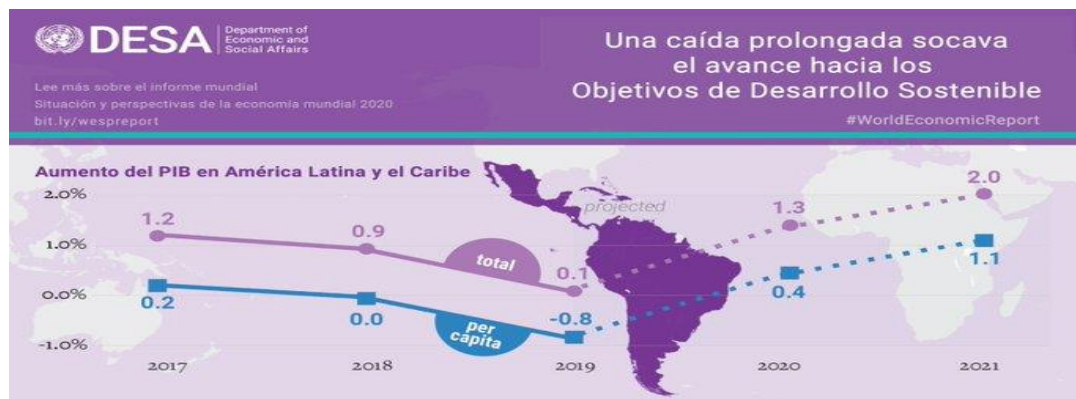 DESA
Department of
Economic and
Social Affairs
Lee más sobre el informe mundial
Situación y perspectivas de la economía mundial 2020
bit.ly/wespreport
Una caída prolongada socava
el avance hacia los
Objetivos de Desarrollo Sostenible
#WorldEconomicReport
Aumento del PIB en América Latina y el Caribe
2.0%
1.0%
0.0%
-1.0%
1.2
0.9
0.1
1.3
2.0
total
projected
0.2
0.0
-0.8
0.4
1.1
per
capita
2017
2018
2019
2020
2021